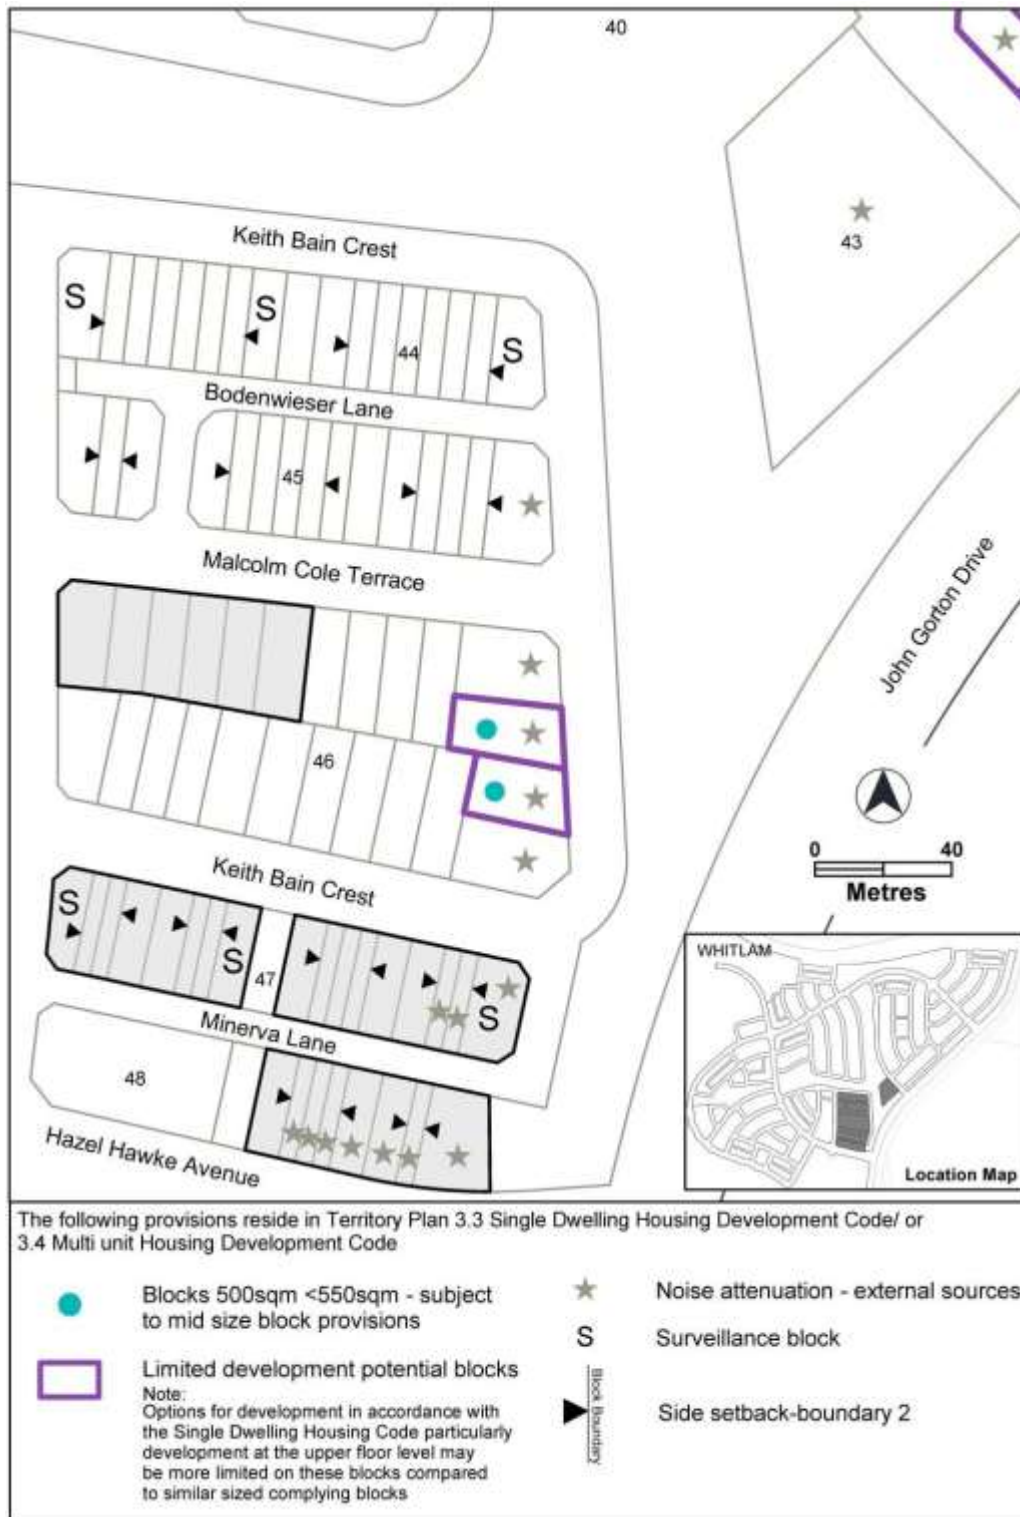 40
43
Keith Bain Crest
S
S
S
44
Bodenwieser Lane
45
Malcolm Cole Terrace
John Gorton Drive
46
0 40
Metres
Keith Bain Crest
S
S
S
47
Minerva Lane
48
Hazel Hawke Avenue
WHITLAM
Location Map
The following provisions reside in Territory Plan 3.3 Single Dwelling Housing Development Code/ or
3.4 Multi unit Housing Development Code
Blocks 500sqm <550sqm - subject
to mid size block provisions
Limited development potential blocks
Note:
Options for development in accordance with
the Single Dwelling Housing Code particularly
development at the upper floor level may
be more limited on these blocks compared
to similar sized complying blocks
Noise attenuation - external sources
S Surveillance block
Block Boundary
Side setback-boundary 2